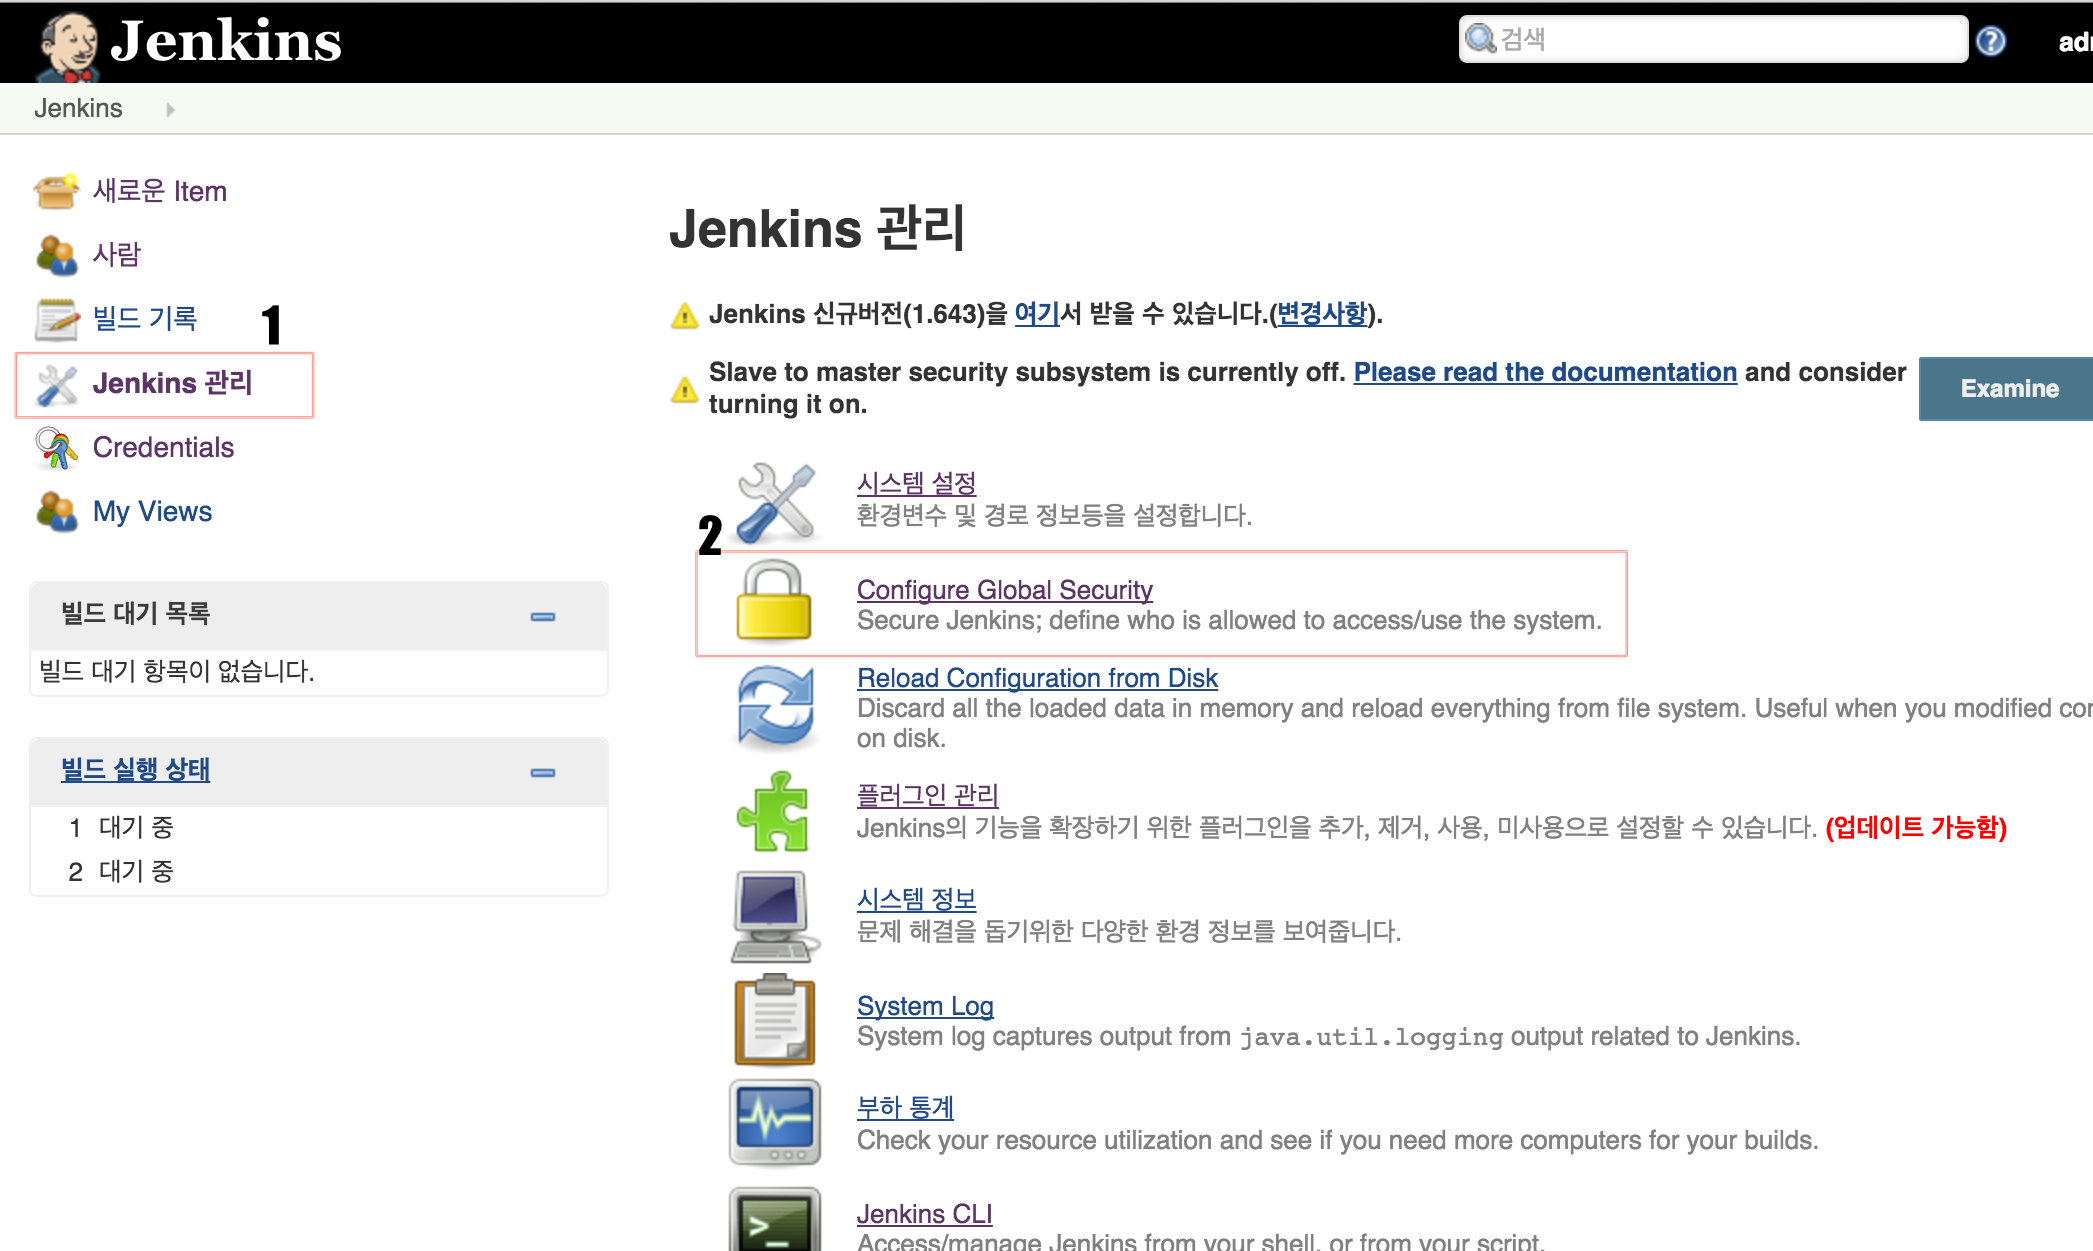 Jenkins
검색
Jenkins
새로운 Item
사람
빌드 기록
1
Jenkins 관리
Credentials
My Views
빌드 대기 목록
빌드 대기 항목이 없습니다.
빌드 실행 상태
1 대기 중
2 대기 중
Jenkins 관리
Jenkins 신규버전(1.643)을 여기서 받을 수 있습니다.(변경사항).
Slave to master security subsystem is currently off. Please read the documentation and consider
turning it on.
Examine
시스템 설정
환경변수 및 경로 정보등을 설정합니다.
2
Configure Global Security
Secure Jenkins; define who is allowed to access/use the system.
Reload Configuration from Disk
Discard all the loaded data in memory and reload everything from file system. Useful when you modified
on disk.
플러그인 관리
Jenkins의 기능을 확장하기 위한 플러그인을 추가, 제거, 사용, 미사용으로 설정할 수 있습니다. (업데이트 가능함)
시스템 정보
문제 해결을 돕기위한 다양한 환경 정보를 보여줍니다.
System Log
System log captures output from java.util.logging output related to Jenkins.
부하 통계
Check your resource utilization and see if you need more computers for your builds.
Jenkins CLI
Access/manage Jenkins from your shell, or from your script.